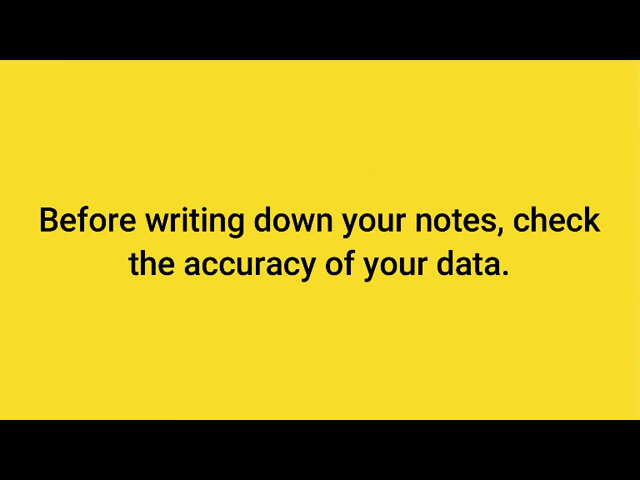 Before writing down your notes, check
the accuracy of your data.